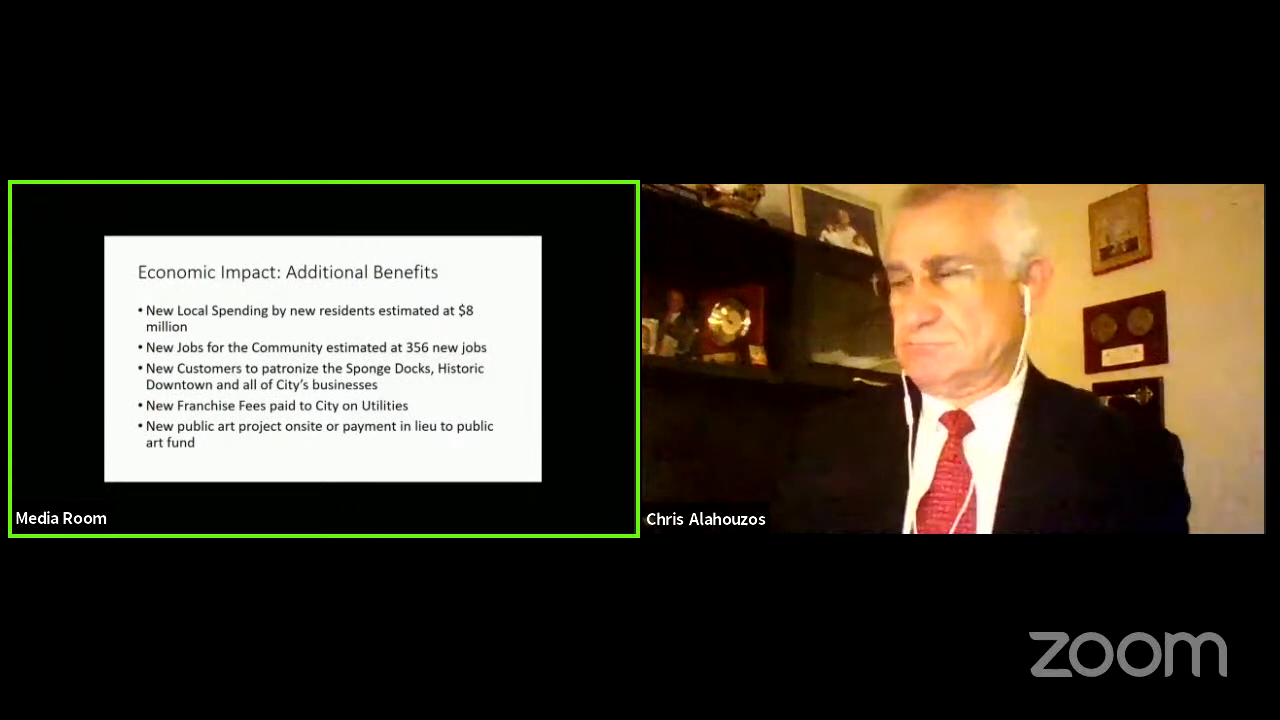 Economic Impact: Additional Benefits
• New Local Spending by new residents estimated at $8
million
• New Jobs for the Community estimated at 356 new jobs
• New Customers to patronize the Sponge Docks, Historic
Downtown and all of City's businesses
• New Franchise Fees paid to City on Utilities
• New public art project onsite or payment in lieu to public
art fund
Media Room
Chris Alahouzos
zoom